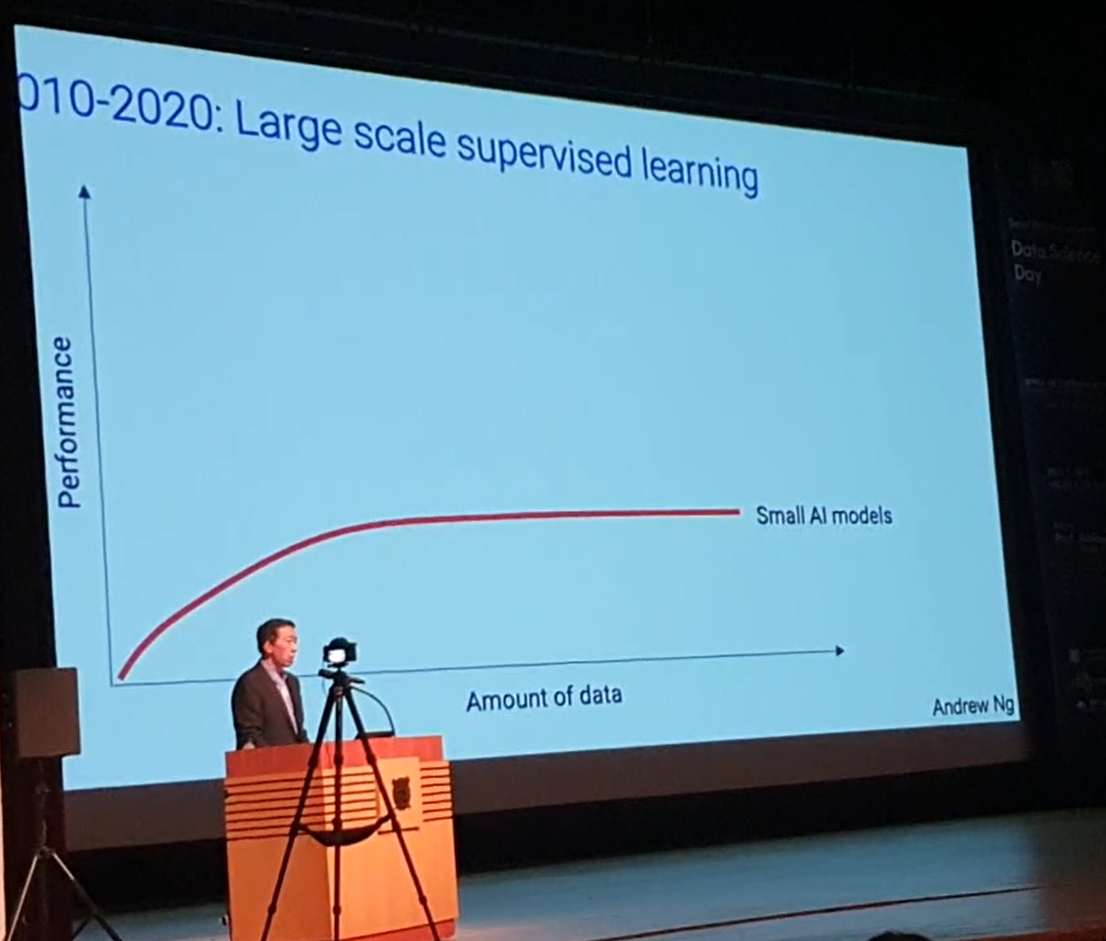 010-2020: Large scale supervised learning
Performance
Small AI models
Amount of data
Andrew Ng
Data Science
Day